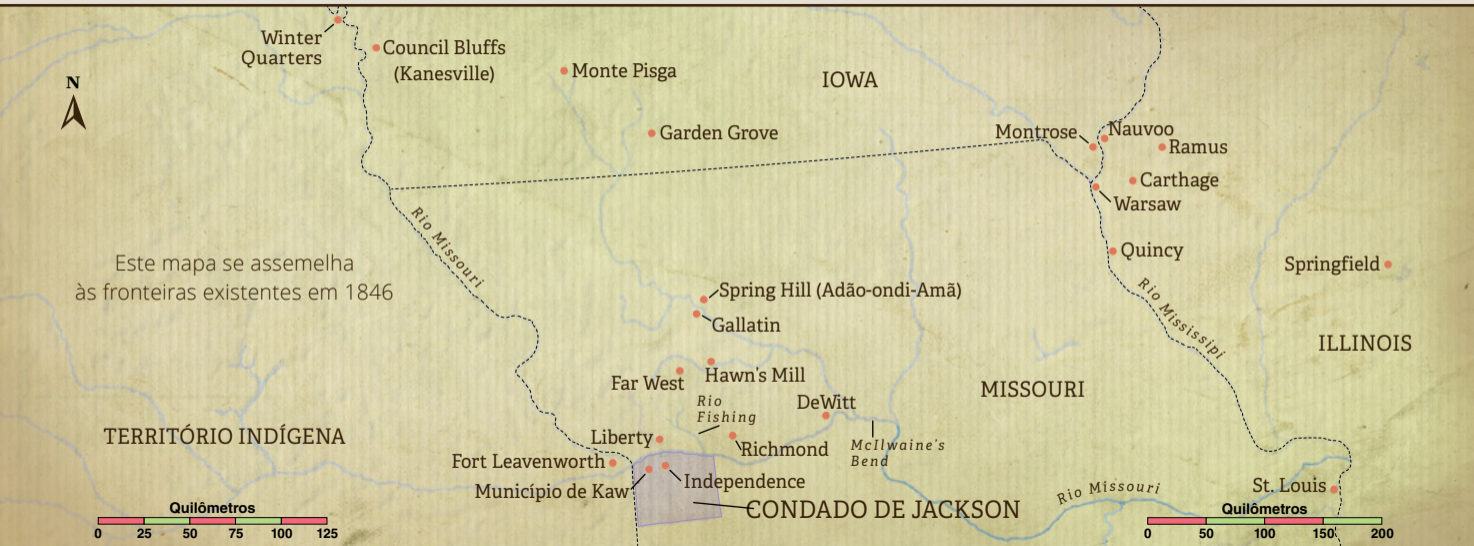 Winter
Quarters
Council Bluffs
(Kanesville)
Monte Pisga
IOWA
N
Garden Grove
Montrose
Nauvoo
Ramus
Carthage
Warsaw
Rio Missouri
Quincy
Springfield
Este mapa se assemelha
às fronteiras existentes em 1846
Rio Mississipi
Spring Hill (Adão-ondi-Amã)
Gallatin
ILLINOIS
Hawn's Mill
Far West
MISSOURI
Rio
Fishing
DeWitt
TERRITÓRIO INDÍGENA
Liberty
Richmond
McIlwaine's
Bend
Fort Leavenworth
Independence
Município de Kaw
CONDADO DE JACKSON
Rio Missouri
St. Louis
Quilômetros
0 25 50 75 100 125
Quilômetros
0 50 100 150 200